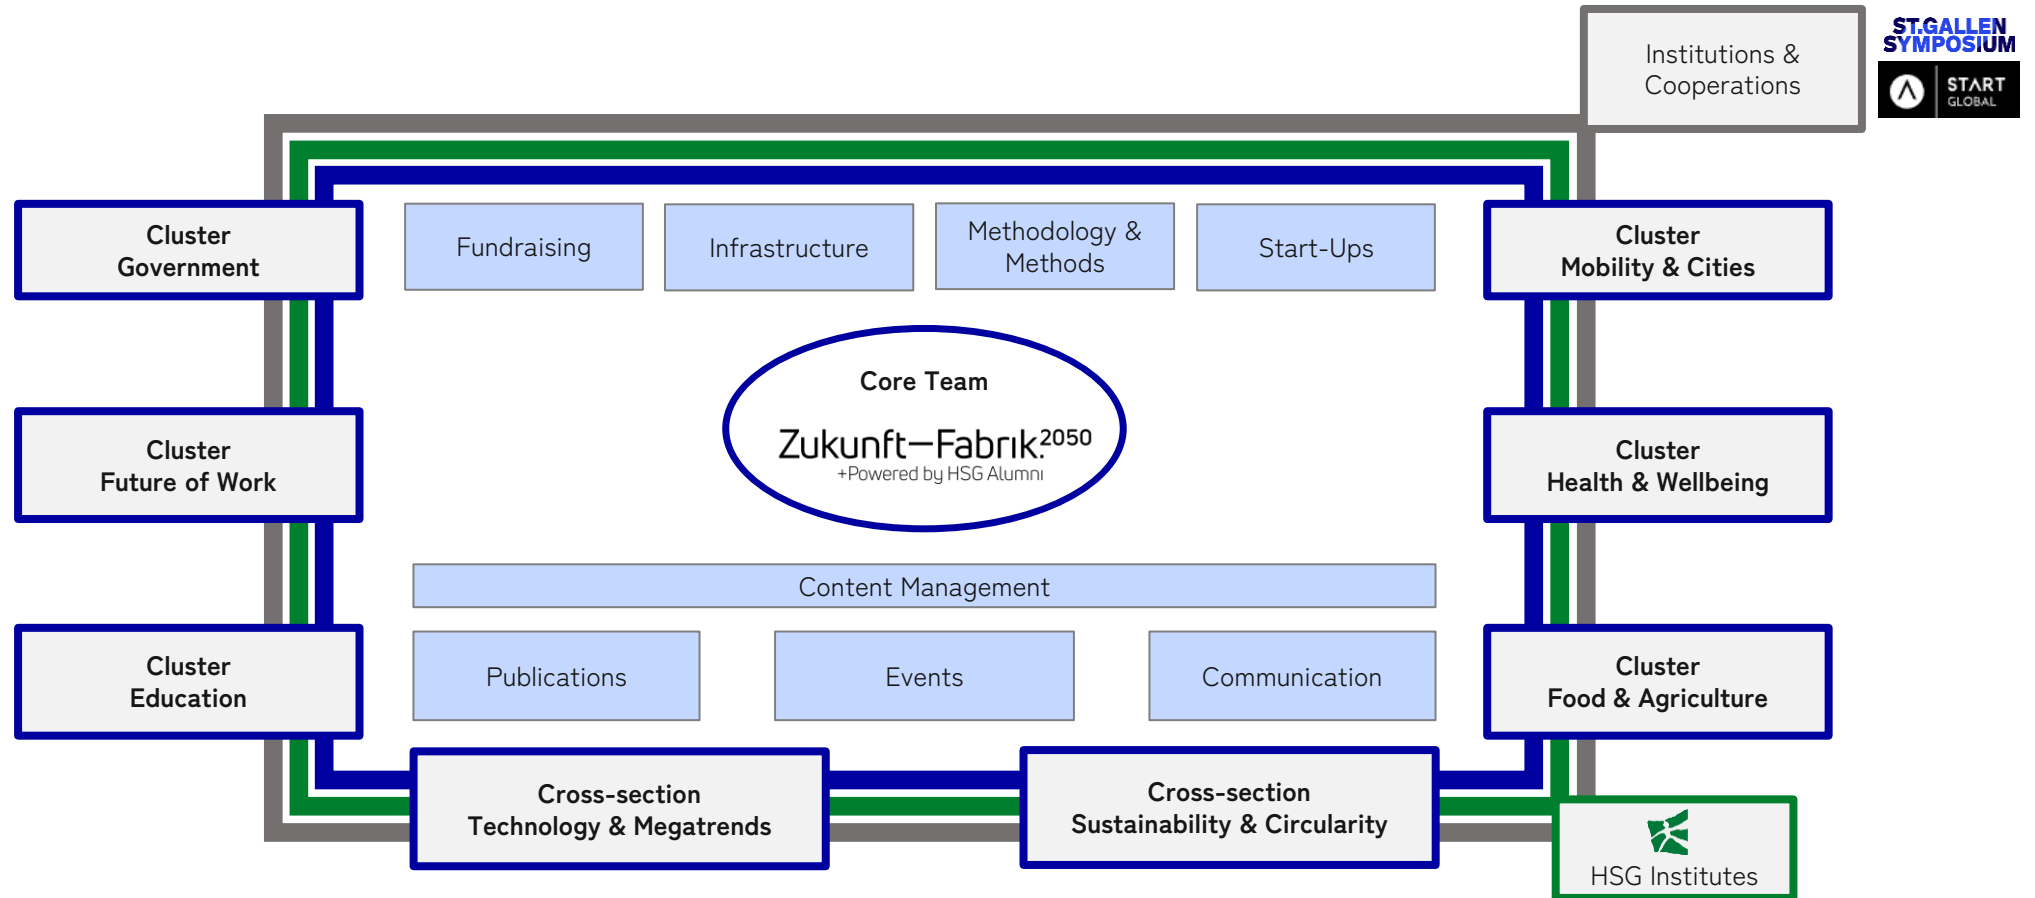 Institutions &
Cooperations
ST.GALLEN
SYMPOSIUM
START
GLOBAL
Cluster
Government
Fundraising
Infrastructure
Methodology &
Methods
Start-Ups
Cluster
Mobility & Cities
Core Team
Zukunft—Fabrik.2050
+Powered by HSG Alumni
Cluster
Future of Work
Cluster
Health & Wellbeing
Content Management
Cluster
Education
Publications
Events
Communication
Cluster
Food & Agriculture
Cross-section
Technology & Megatrends
Cross-section
Sustainability & Circularity
HSG Institutes